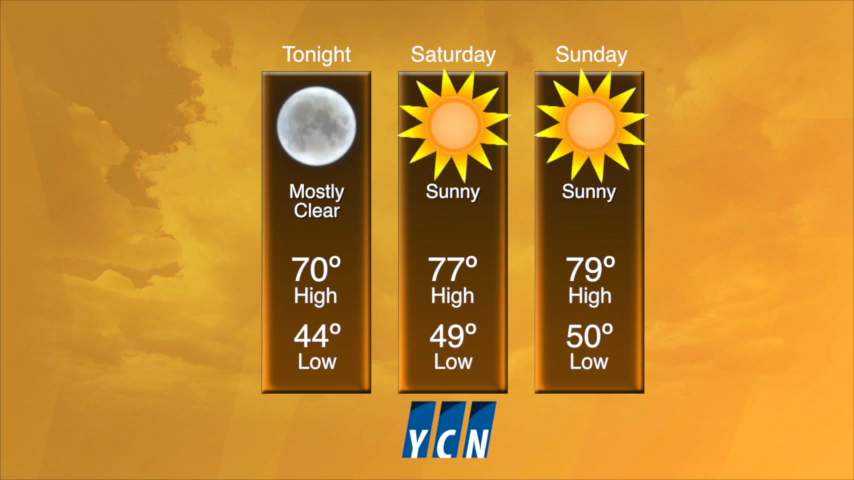 Tonight
Mostly
Clear
70º
High
44º
Low
Saturday
Sunny
77º
High
49º
Low
Sunday
Sunny
79º
High
50º
Low
YCN